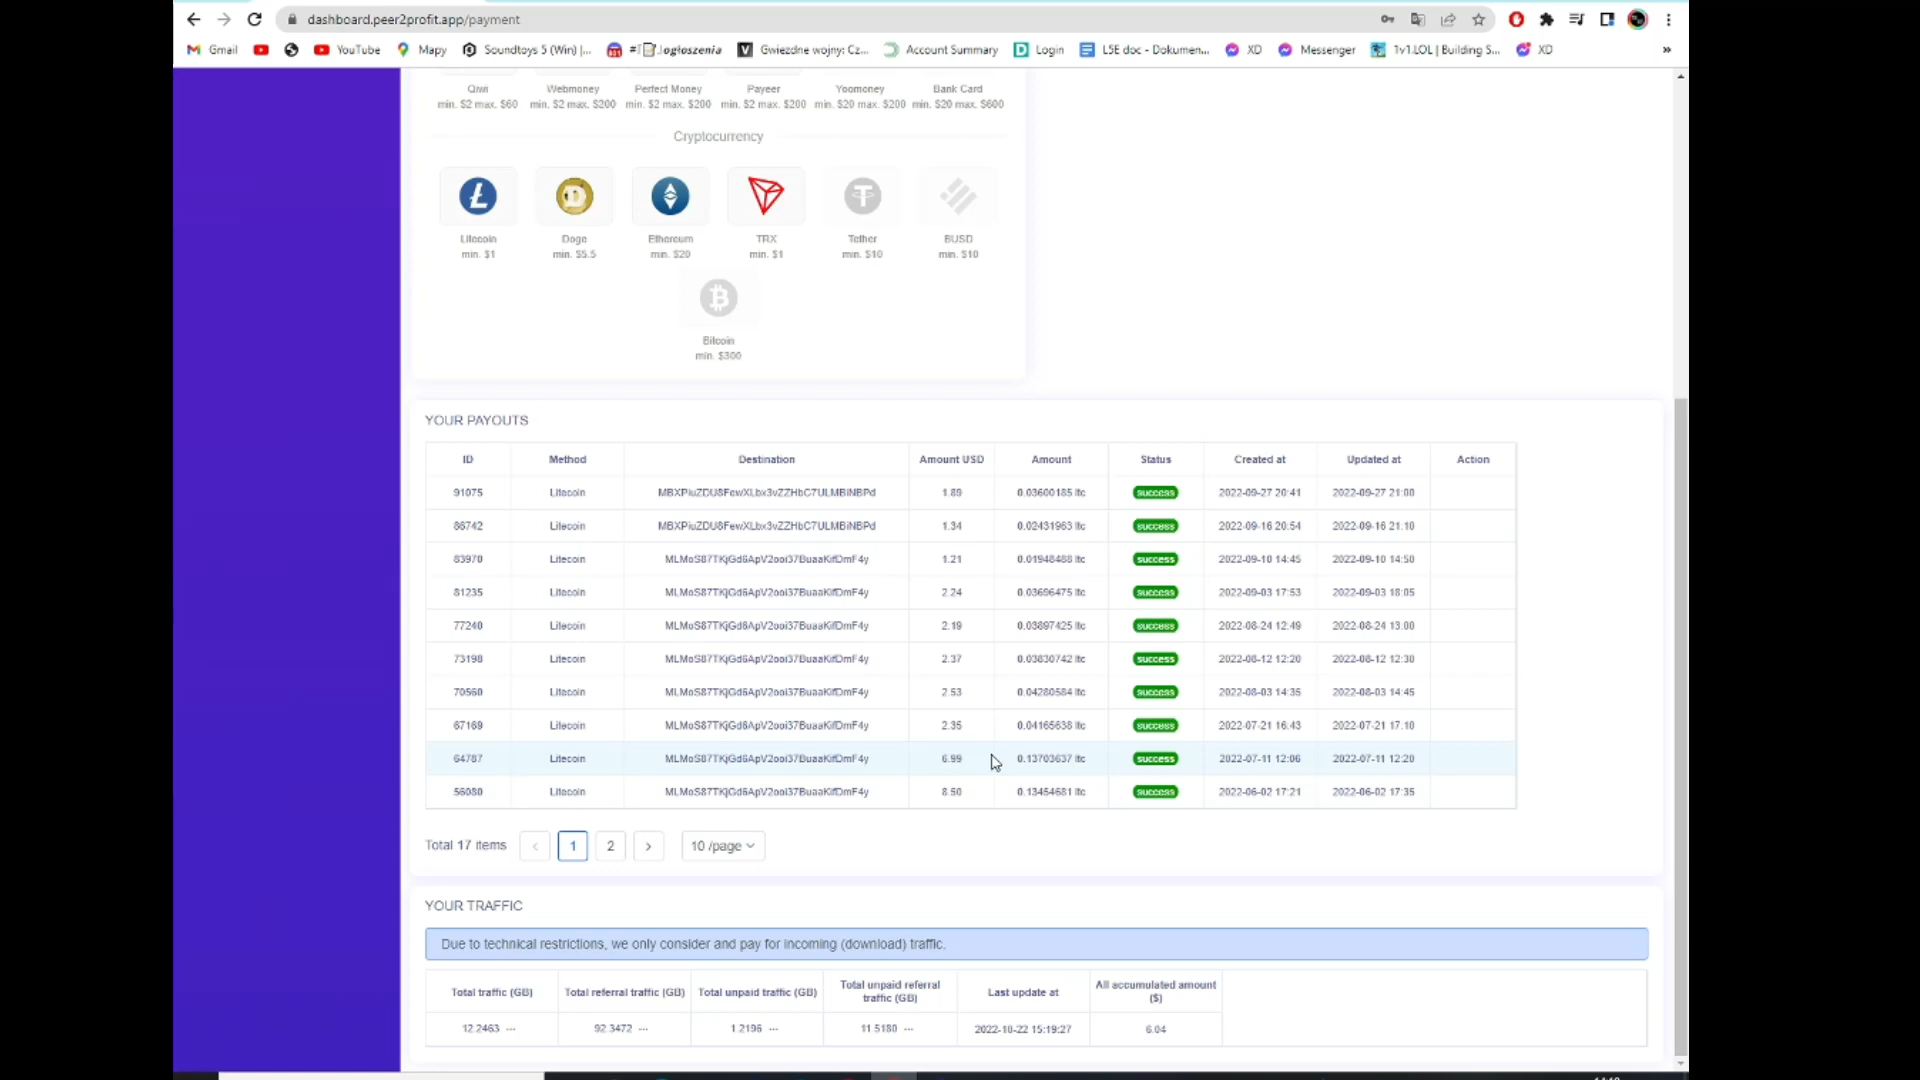 dashboard.peer2profit.app/payment
Gmail YouTube Mapy Soundtoys 5 (Win) |... ogłoszenia Gwiezdne wojny: Cz... Account Summary Login L5E doc - Dokumen... XD Messenger 1v1.LOL | Building S... XD »
Qiwi Webmoney Perfect Money Payeer Yoomoney Bank Card
min. $2 max. $60 min. $2 max. $200 min. $2 max. $200 min. $2 max. $200 min. $20 max. $200 min. $20 max. $600
Cryptocurrency
Litecoin Doge Ethereum TRX Tether BUSD
min. $1 min. $5.5 min. $20 min. $1 min. $10 min. $10
Bitcoin
min. $300
YOUR PAYOUTS
ID Method Destination Amount USD Amount Status Created at Updated at Action
91075 Litecoin 1.89 0.03600185 ltc success 2022-09-27 20:41 2022-09-27 21:00
86742 Litecoin 1.34 0.02431963 ltc success 2022-09-16 20:54 2022-09-16 21:10
83970 Litecoin 1.21 0.01948488 ltc success 2022-09-10 14:45 2022-09-10 14:50
81235 Litecoin 2.24 0.03696475 ltc success 2022-09-03 17:53 2022-09-03 18:05
77240 Litecoin 2.19 0.03897425 ltc success 2022-08-24 12:49 2022-08-24 13:00
73198 Litecoin 2.37 0.03830742 ltc success 2022-08-12 12:20 2022-08-12 12:30
70560 Litecoin 2.53 0.04280584 ltc success 2022-08-03 14:35 2022-08-03 14:45
67169 Litecoin 2.35 0.04165638 ltc success 2022-07-21 16:43 2022-07-21 17:10
64787 Litecoin 6.99 0.13703637 ltc success 2022-07-11 12:06 2022-07-11 12:20
56080 Litecoin 8.50 0.13454681 ltc success 2022-06-02 17:21 2022-06-02 17:35
Total 17 items < 1 2 > 10 /page
YOUR TRAFFIC
Due to technical restrictions, we only consider and pay for incoming (download) traffic.
Total traffic (GB) Total referral traffic (GB) Total unpaid traffic (GB) Total unpaid referral traffic (GB) Last update at All accumulated amount ($)
12.2463 ... 92.3472 ... 1.2196 ... 11.5180 ... 2022-10-22 15:19:27 6.04